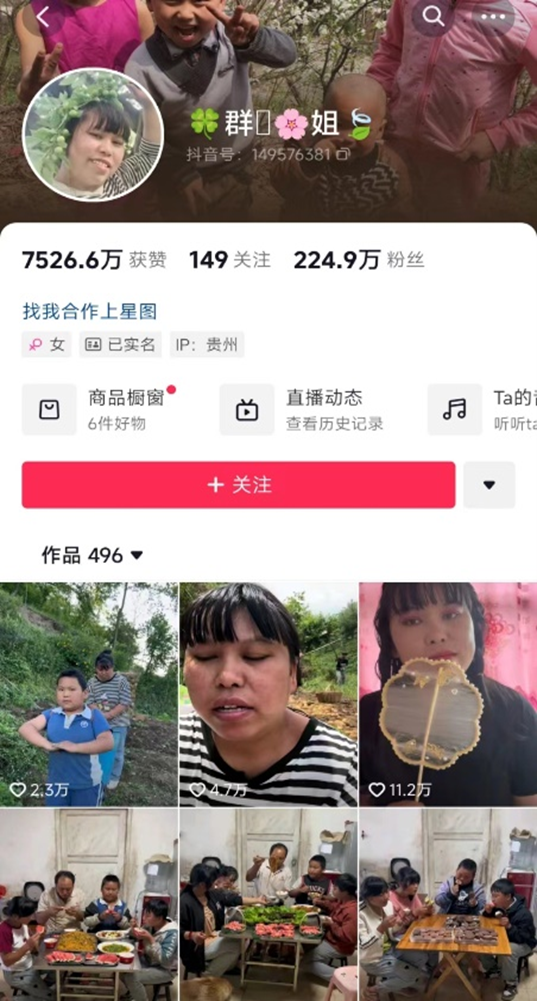 🍀群🌸姐🍃
抖音号：149576381
7526.6万 获赞 149 关注 224.9万 粉丝
找我合作上星图
女 已实名 IP：贵州
商品橱窗 直播动态 Ta的
6件好物 查看历史记录 听听ta
+ 关注
作品 496
2.3万 4.7万 11.2万